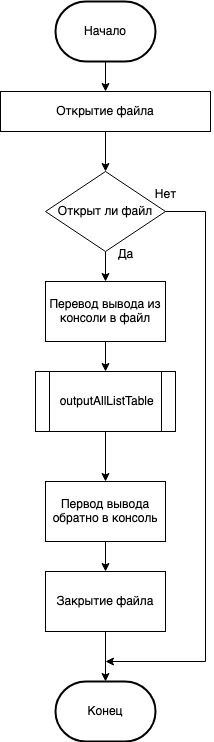 Начало
Открытие файла
Нет
Открыт ли файл
Да
Перевод вывода из
консоли в файл
outputAllListTable
Первод вывода
обратно в консоль
Закрытие файла
Конец